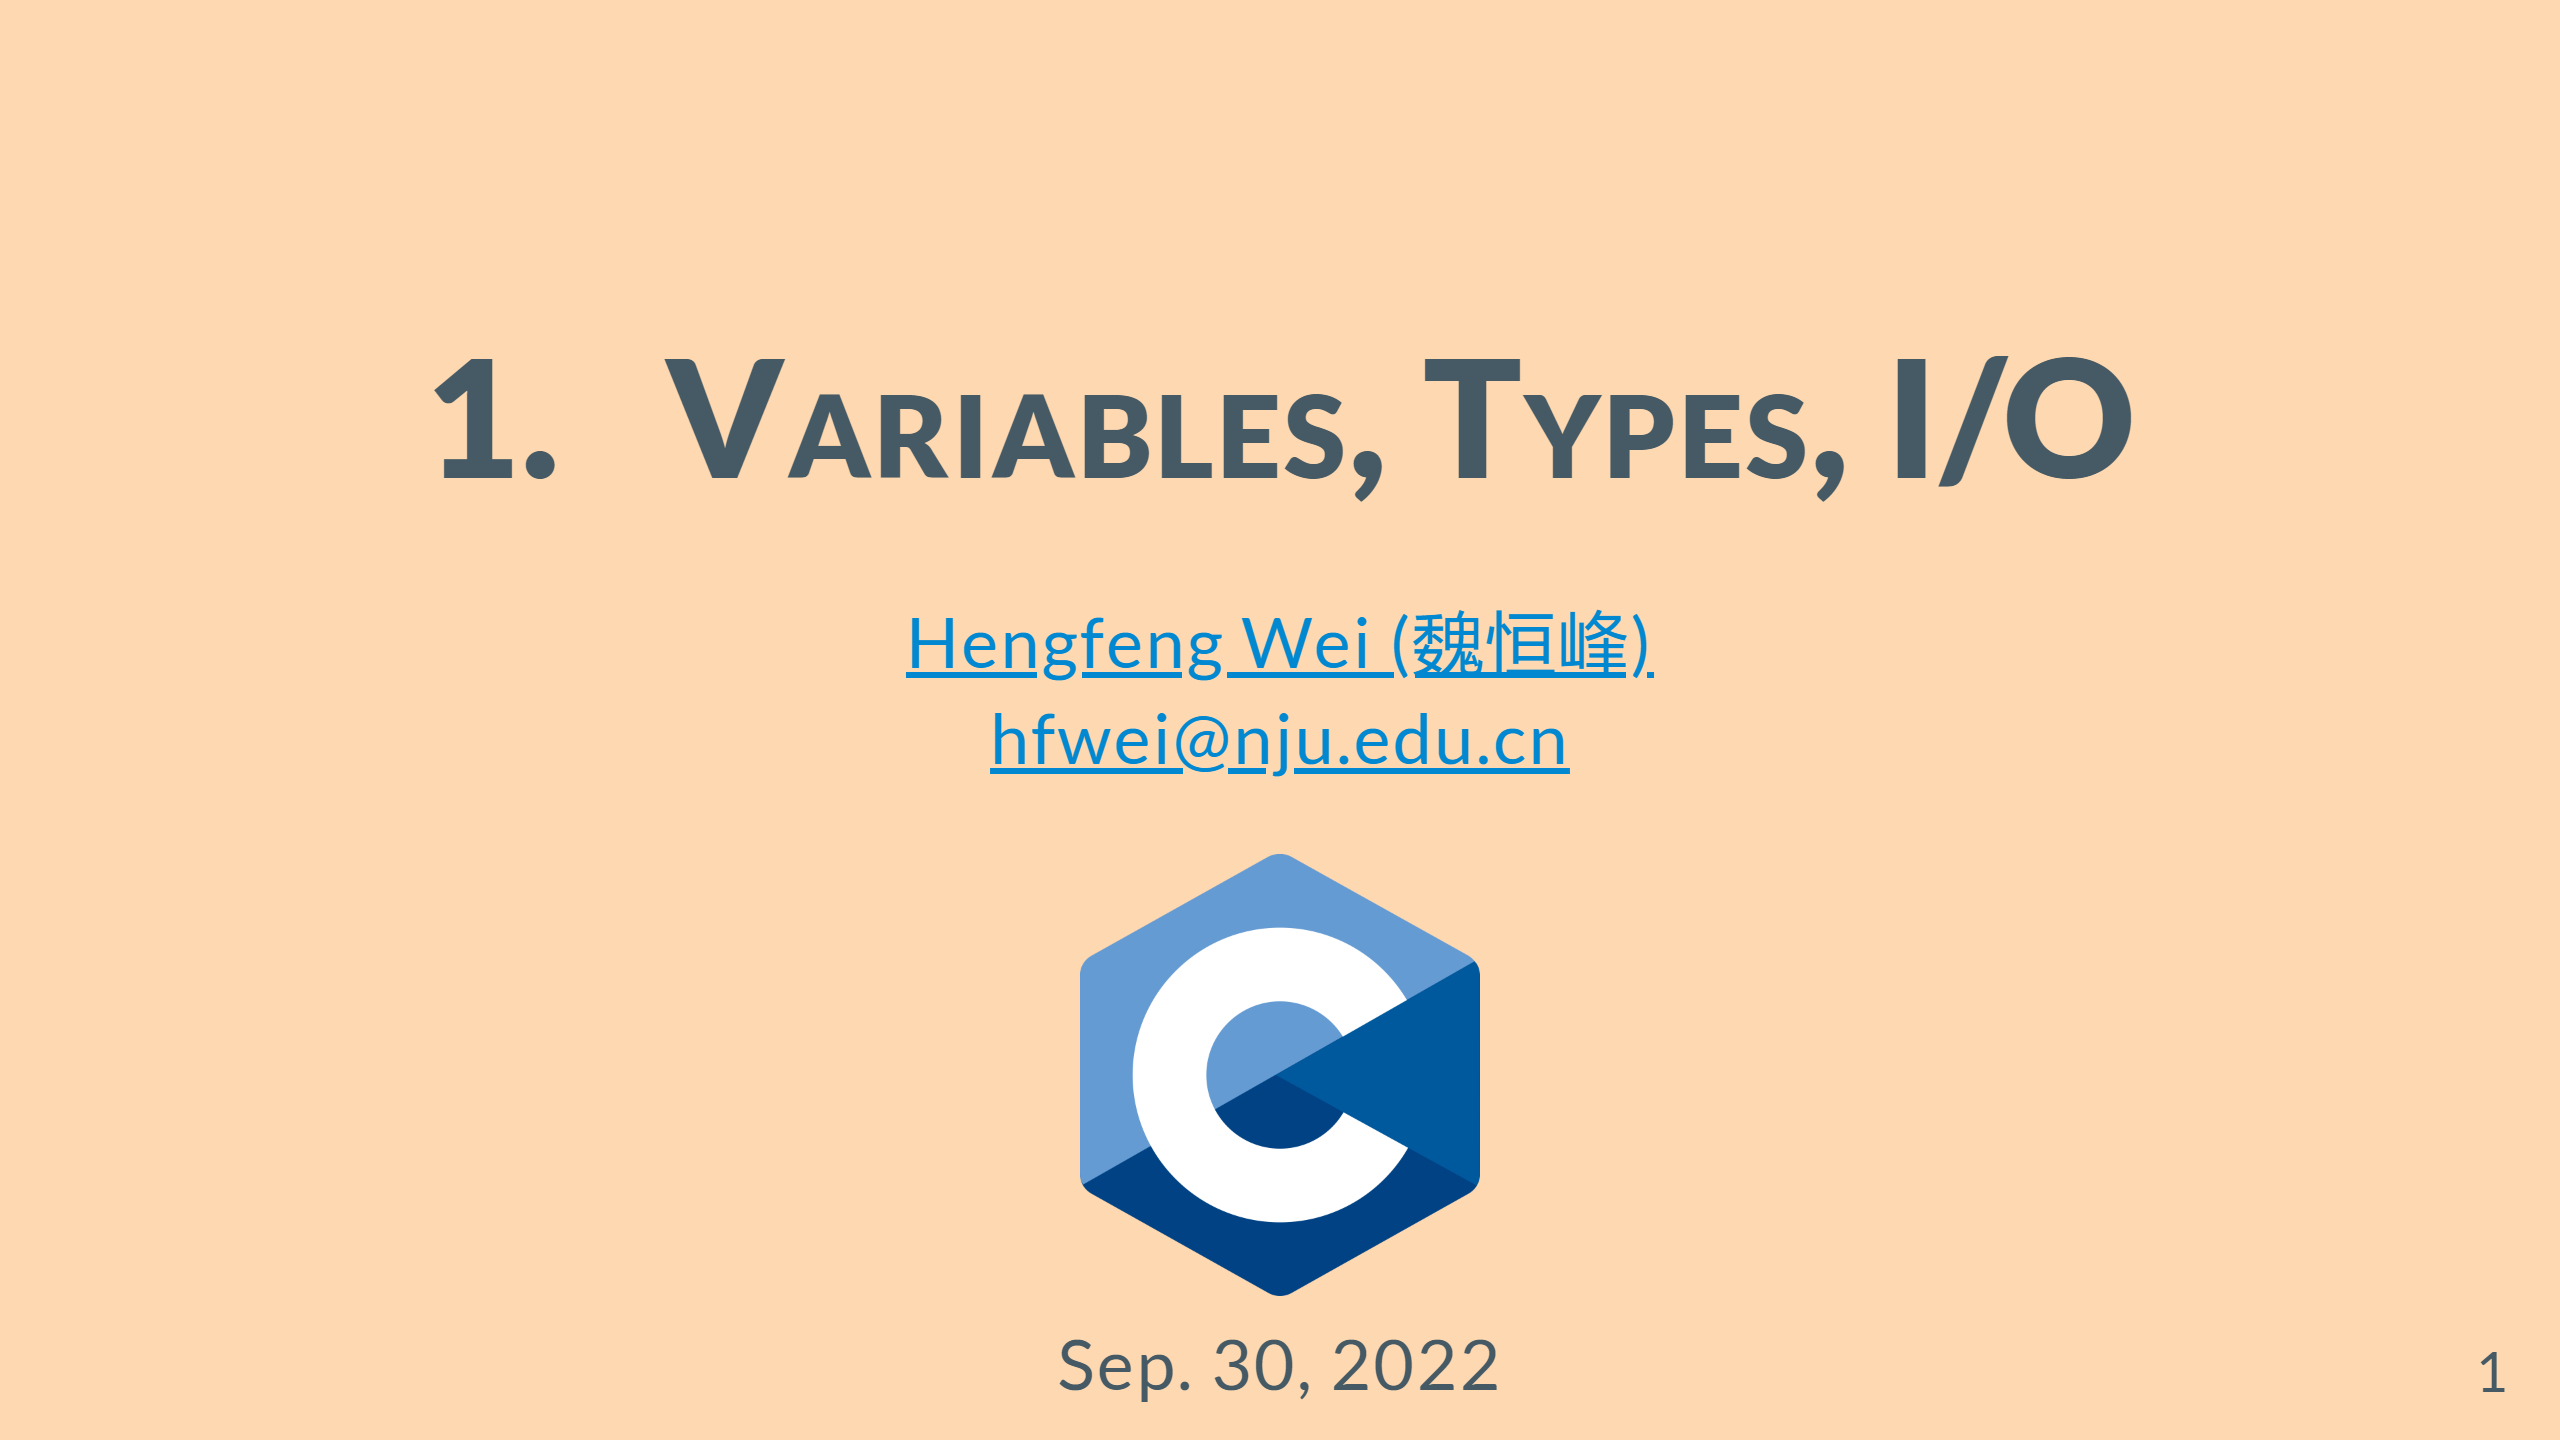 1. Variables, Types, I/O
Hengfeng Wei (魏恒峰)
hfwei@nju.edu.cn
C
Sep. 30, 2022
1